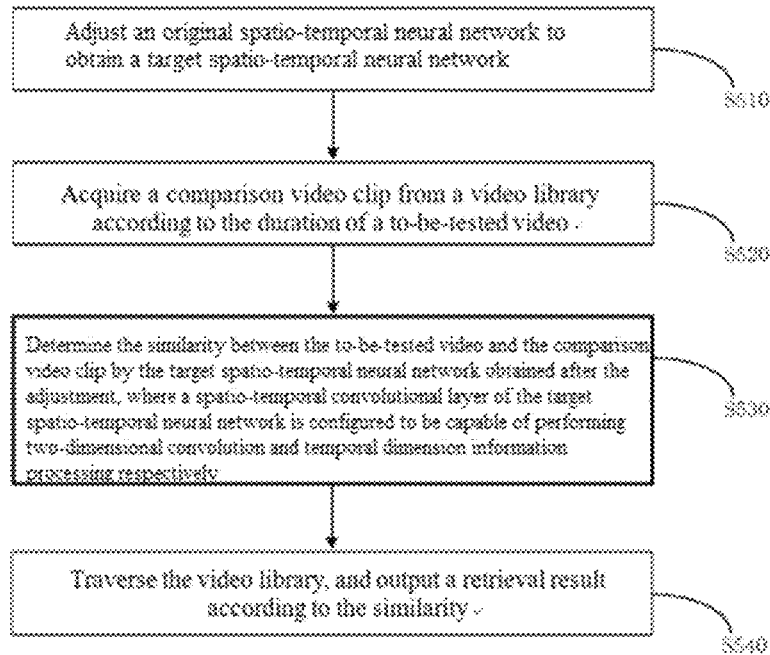 Adjust an original spatio-temporal neural network to
obtain a target spatio-temporal neural network
S510
Acquire a comparison video clip from a video library
according to the duration of a to-be-tested video
S520
Determine the similarity between the to-be-tested video and the comparison
video clip by the target spatio-temporal neural network obtained after the
adjustment, where a spatio-temporal convolutional layer of the target
spatio-temporal neural network is configured to be capable of performing
two-dimensional convolution and temporal dimension information
processing respectively
S530
Traverse the video library, and output a retrieval result
according to the similarity
S540